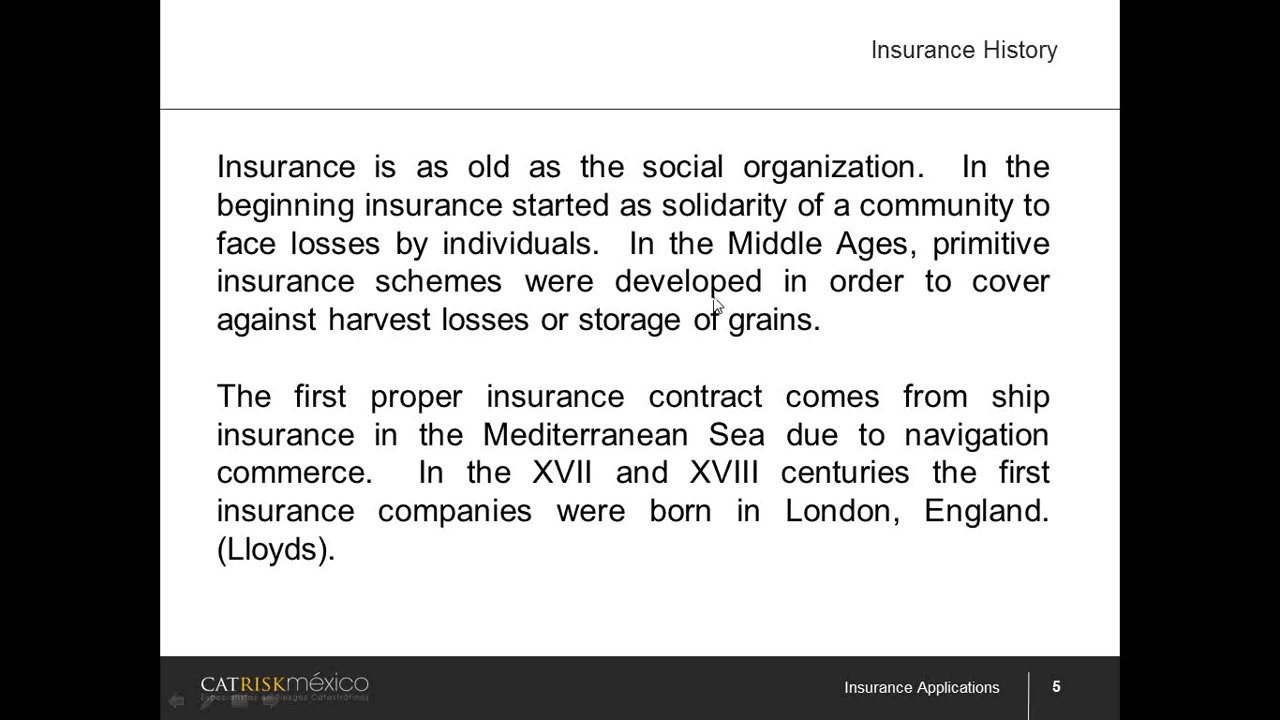 Insurance History
Insurance is as old as the social organization. In the
beginning insurance started as solidarity of a community to
face losses by individuals. In the Middle Ages, primitive
insurance schemes were developed in order to cover
against harvest losses or storage of grains.
The first proper insurance contract comes from ship
insurance in the Mediterranean Sea due to navigation
commerce. In the XVII and XVIII centuries the first
insurance companies were born in London, England.
(Lloyds).
CATRISKméxico
Especialistas en Riesgos Catastróficos
Insurance Applications
5